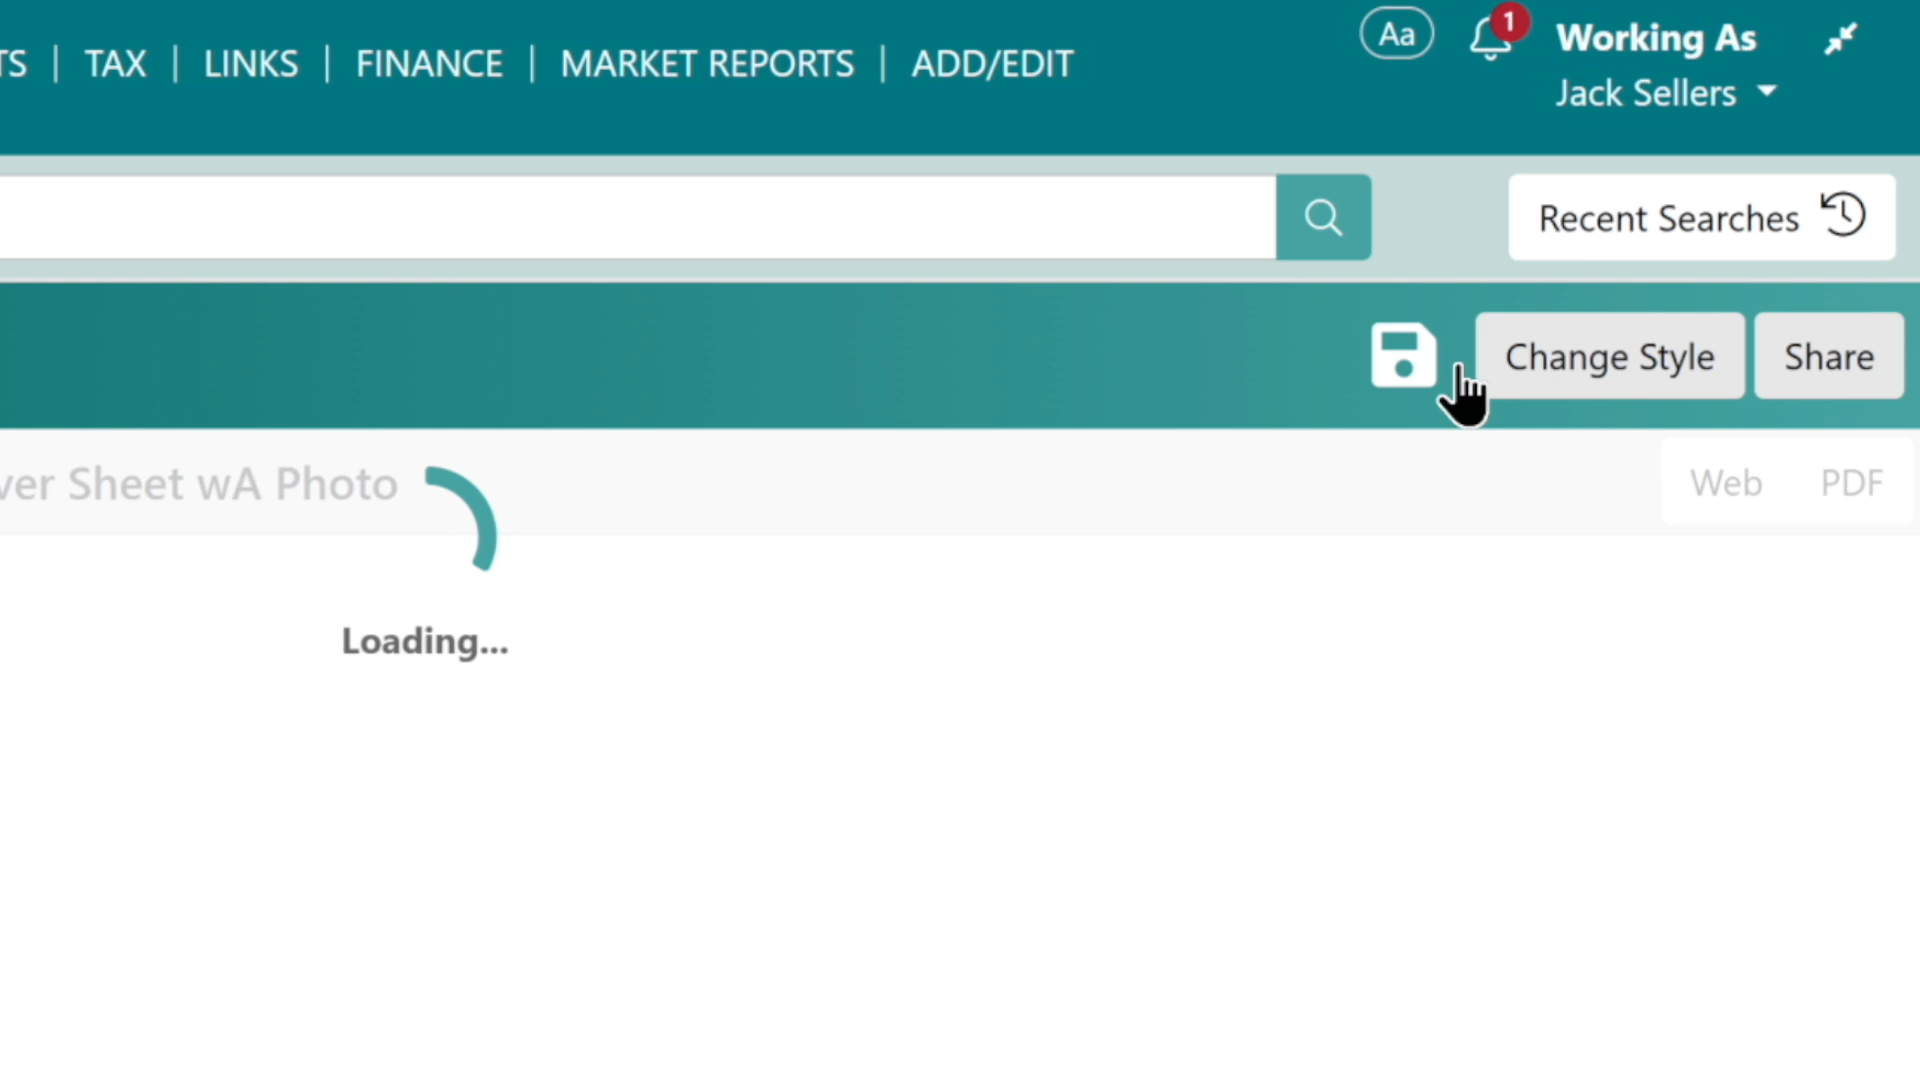 TS | TAX | LINKS | FINANCE | MARKET REPORTS | ADD/EDIT
Aa
1
Working As
Jack Sellers
Recent Searches
Change Style
Share
ver Sheet wA Photo
Web
PDF
Loading...